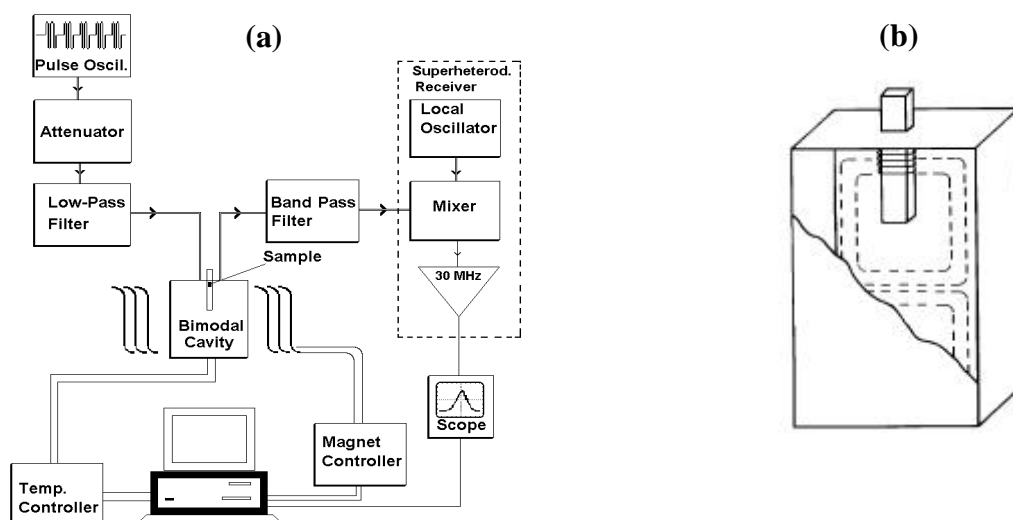 (a)
(b)
Pulse Oscil.
Superheterod.
Receiver
Attenuator
Local
Oscillator
Low-Pass
Filter
Band Pass
Filter
Mixer
Sample
30 MHz
Bimodal
Cavity
Scope
Magnet
Controller
Temp.
Controller